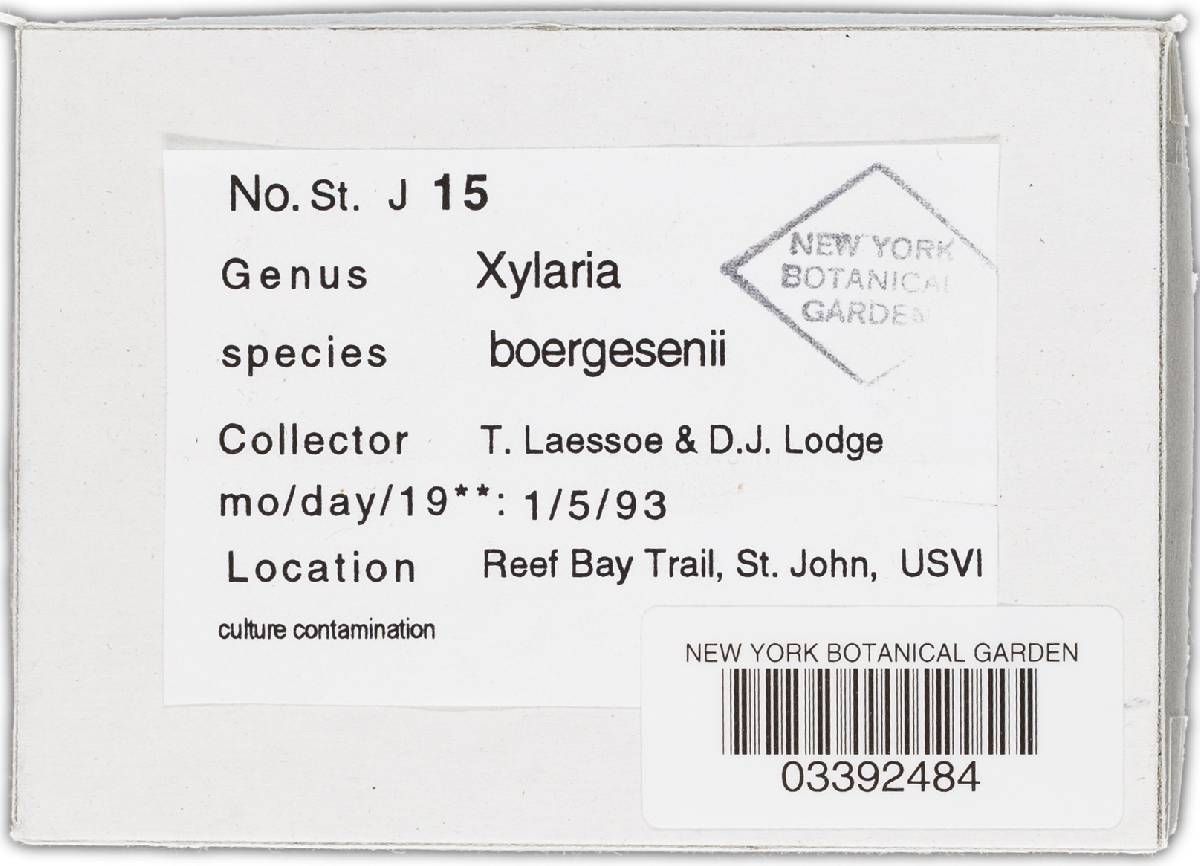 No. St. J 15
NEW YORK
BOTANICAL
GARDEN
Genus Xylaria
species boergesenii
Collector T. Laessoe & D.J. Lodge
mo/day/19**: 1/5/93
Location Reef Bay Trail, St. John, USVI
culture contamination
NEW YORK BOTANICAL GARDEN
03392484